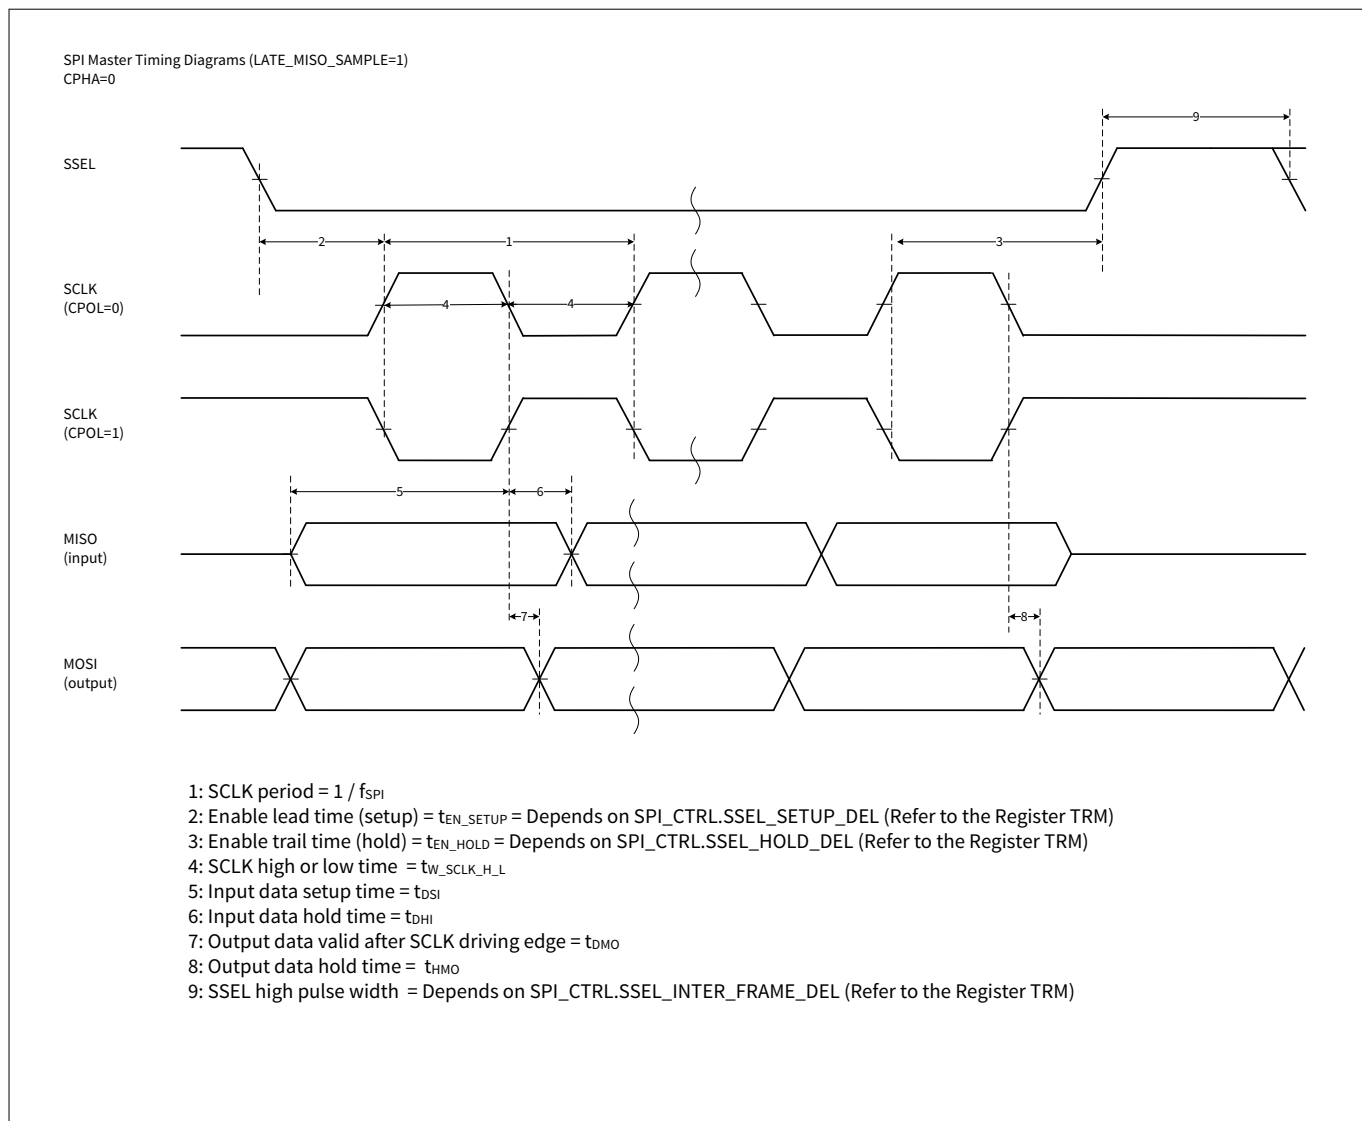 SPI Master Timing Diagrams (LATE_MISO_SAMPLE=1)
CPHA=0
9
SSEL
2
1
3
SCLK
(CPOL=0)
4
4
SCLK
(CPOL=1)
5
6
MISO
(input)
7
8
MOSI
(output)
1: SCLK period = 1 / fSPI
2: Enable lead time (setup) = tEN_SETUP = Depends on SPI_CTRL.SSEL_SETUP_DEL (Refer to the Register TRM)
3: Enable trail time (hold) = tEN_HOLD = Depends on SPI_CTRL.SSEL_HOLD_DEL (Refer to the Register TRM)
4: SCLK high or low time = tW_SCLK_H_L
5: Input data setup time = tDSI
6: Input data hold time = tDHI
7: Output data valid after SCLK driving edge = tDMO
8: Output data hold time = tHMO
9: SSEL high pulse width = Depends on SPI_CTRL.SSEL_INTER_FRAME_DEL (Refer to the Register TRM)